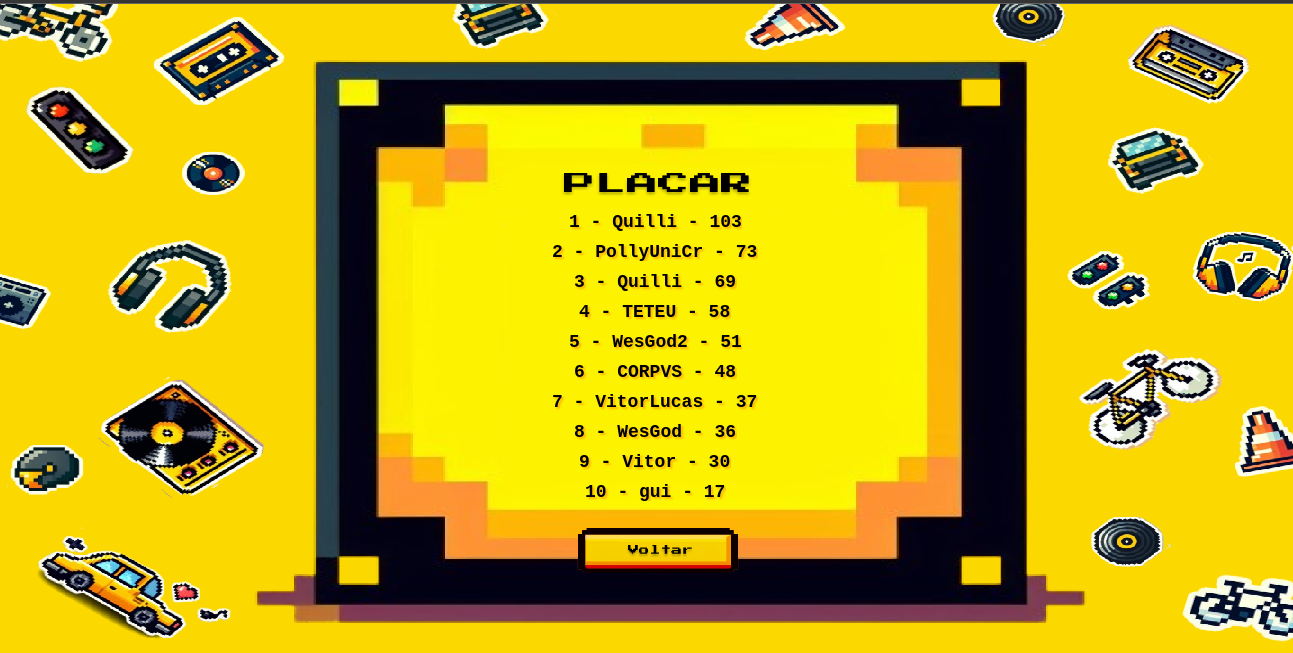 PLACAR
1 - Quilli - 103
2 - PollyUniCr - 73
3 - Quilli - 69
4 - TETEU - 58
5 - WesGod2 - 51
6 - CORPVS - 48
7 - VitorLucas - 37
8 - WesGod - 36
9 - Vitor - 30
10 - gui - 17
Voltar